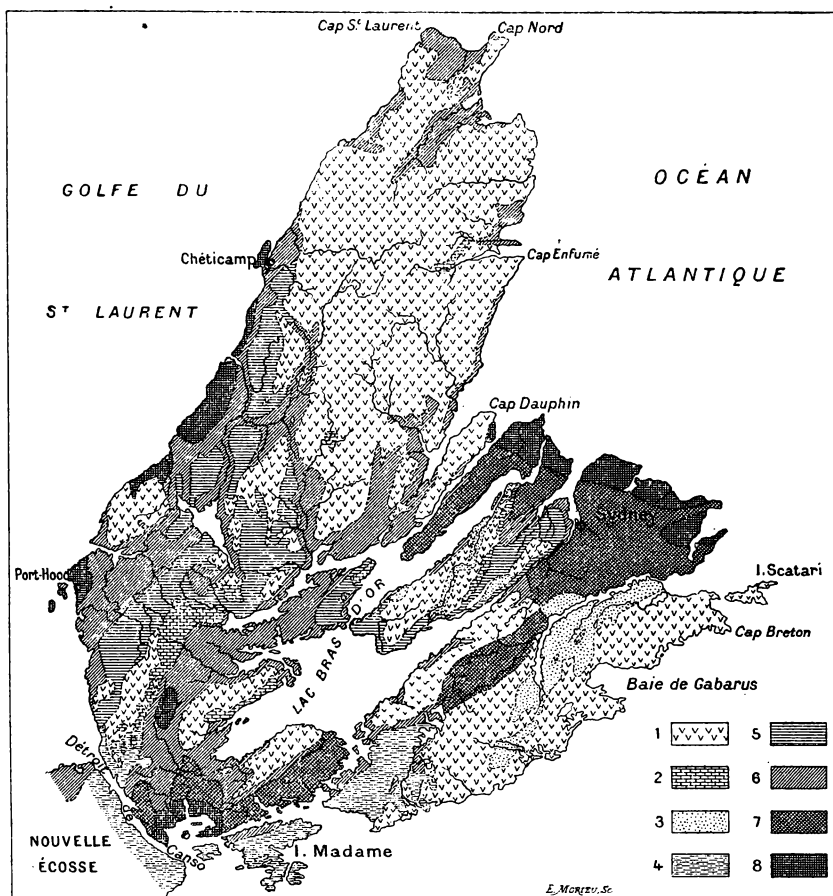 Cap St Laurent
Cap Nord
GOLFE DU
ST LAURENT
OCÉAN
ATLANTIQUE
Chéticamp
Cap Enfumé
Cap Dauphin
Sydney
Port-Hood
I. Scatari
Cap Breton
LAC BRAS D'OR
Baie de Gabarus
Détroit de Canso
NOUVELLE
ÉCOSSE
I. Madame
1 5
2 6
3 7
4 8
E. MORIEU, Sc